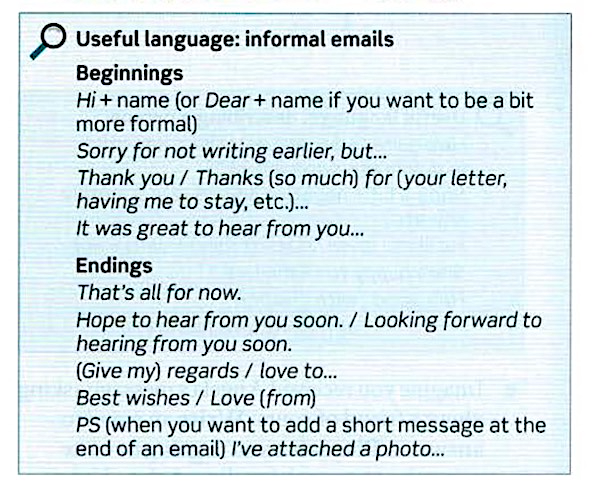 Useful language: informal emails
Beginnings
Hi + name (or Dear + name if you want to be a bit
more formal)
Sorry for not writing earlier, but...
Thank you / Thanks (so much) for (your letter,
having me to stay, etc.)...
It was great to hear from you...
Endings
That's all for now.
Hope to hear from you soon. / Looking forward to
hearing from you soon.
(Give my) regards / love to...
Best wishes / Love (from)
PS (when you want to add a short message at the
end of an email) I've attached a photo...